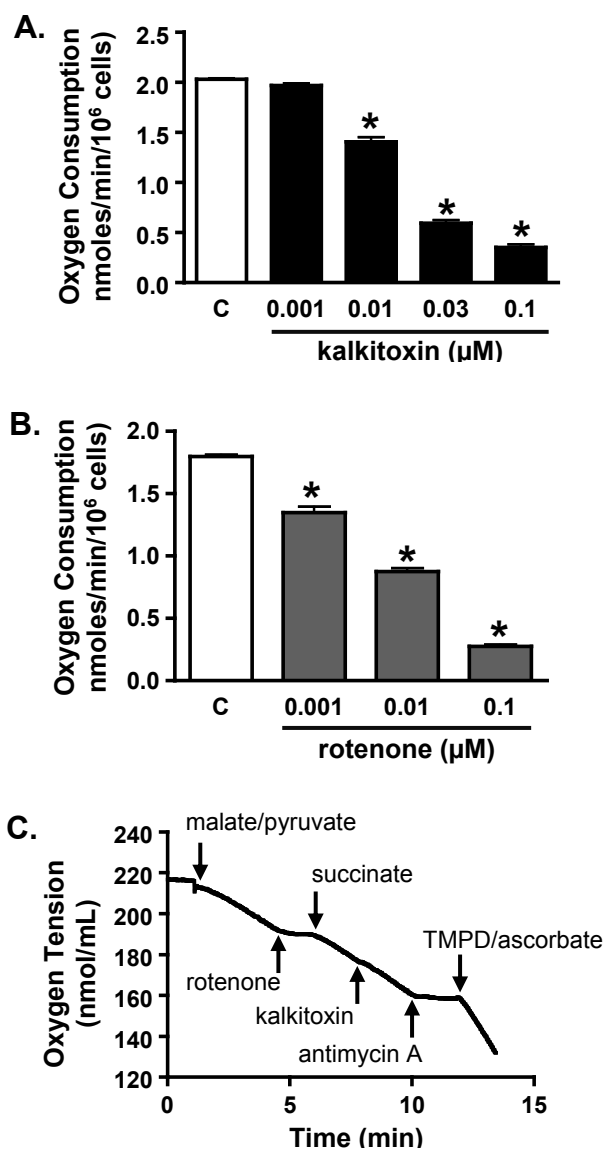 A.
Oxygen Consumption
nmoles/min/10⁶ cells)
2.5
2.0
1.5
1.0
0.5
0.0
*
*
*
C 0.001 0.01 0.03 0.1
kalkitoxin (µM)
B.
Oxygen Consumption
nmoles/min/10⁶ cells)
2.0
1.5
1.0
0.5
0.0
*
*
*
C 0.001 0.01 0.1
rotenone (µM)
C.
Oxygen Tension
(nmol/mL)
240
220
200
180
160
140
120
malate/pyruvate
succinate
TMPD/ascorbate
rotenone
kalkitoxin
antimycin A
0 5 10 15
Time (min)